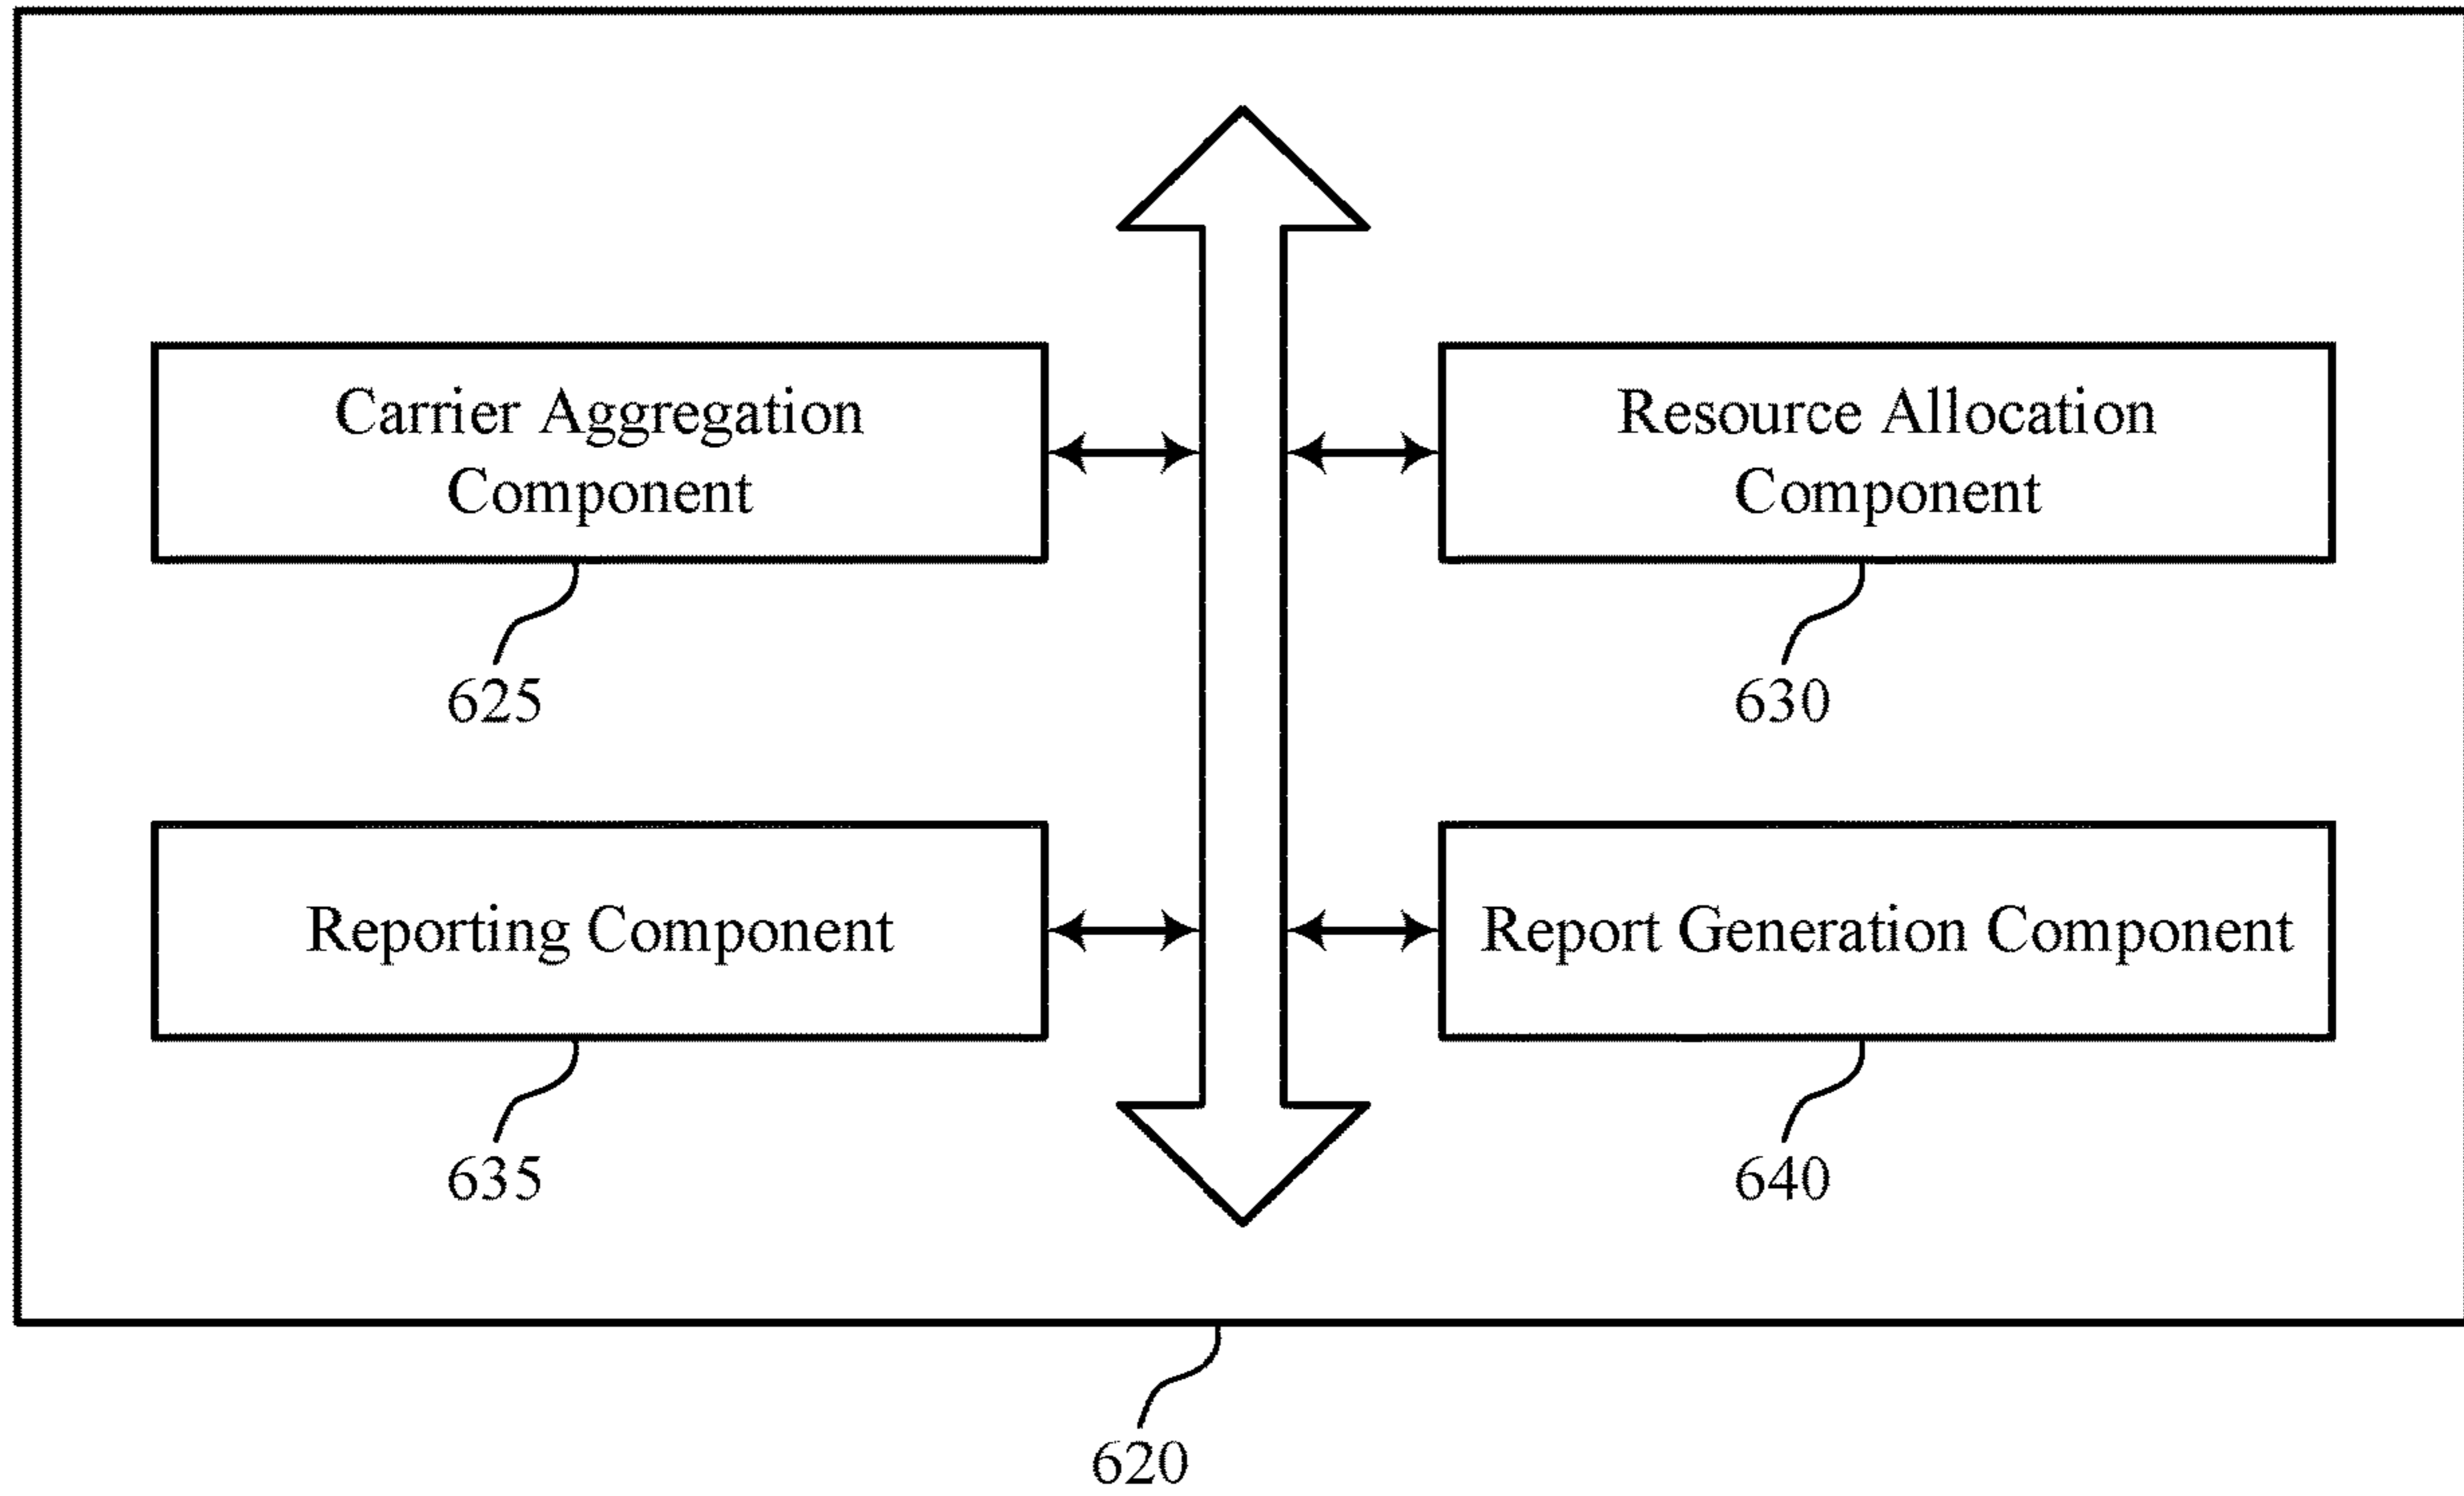 Carrier Aggregation
Component
625
Resource Allocation
Component
630
Reporting Component
635
Report Generation Component
640
620